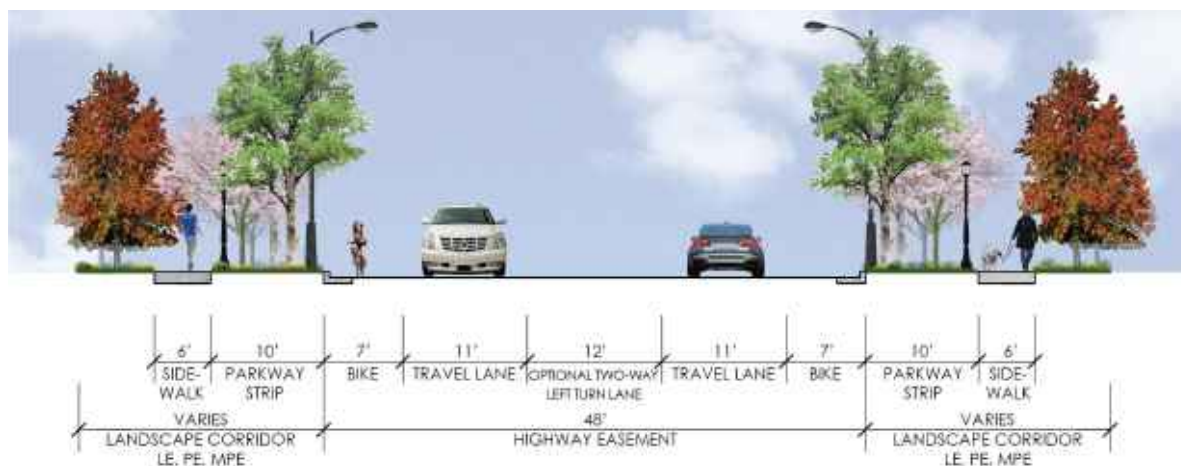 6' 10' 7' 11' 12' 11' 7' 10' 6'
SIDE-WALK PARKWAY STRIP BIKE TRAVEL LANE OPTIONAL TWO-WAY LEFT TURN LANE TRAVEL LANE BIKE PARKWAY STRIP SIDE-WALK
VARIES 48' VARIES
LANDSCAPE CORRIDOR HIGHWAY EASEMENT LANDSCAPE CORRIDOR
LE, PE, MPE LE, PE, MPE